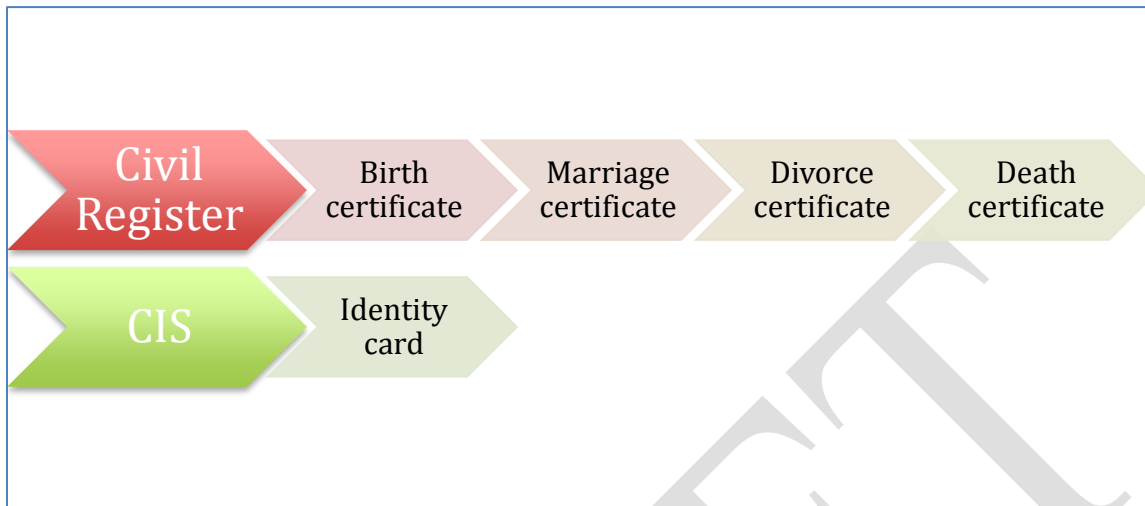 Civil
Register
Birth
certificate
Marriage
certificate
Divorce
certificate
Death
certificate
CIS
Identity
card